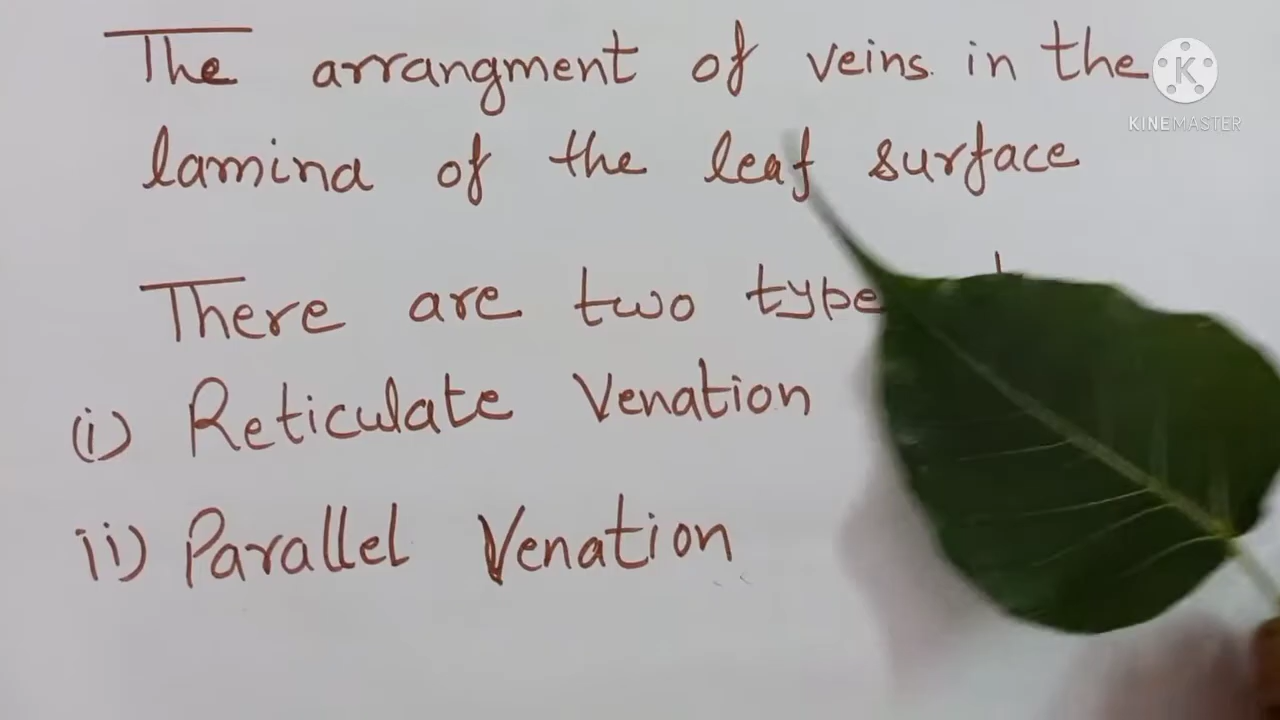 The arrangment of veins in the
lamina of the leaf surface
There are two type
(i) Reticulate Venation
ii) Parallel Venation
K
KINEMASTER